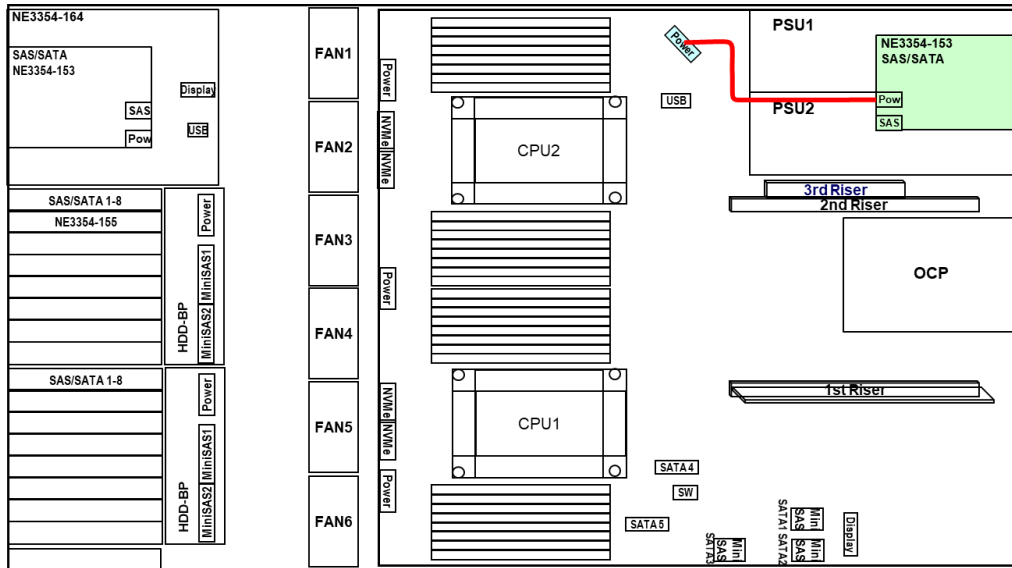 NE3354-164
SAS/SATA
NE3354-153
SAS
Pow
Display
USB
SAS/SATA 1-8
NE3354-155
HDD-BP
Power
MiniSAS1
MiniSAS2
SAS/SATA 1-8
HDD-BP
Power
MiniSAS1
MiniSAS2
FAN1
FAN2
FAN3
FAN4
FAN5
FAN6
Power
NVMe
NVMe
Power
NVMe
NVMe
Power
CPU2
CPU1
Power
USB
PSU1
PSU2
NE3354-153
SAS/SATA
Pow
SAS
3rd Riser
2nd Riser
OCP
1st Riser
SATA4
SW
SATA5
SATA1
Mini
SAS
SATA2
Mini
SAS
SATA3
Mini
SAS
Display